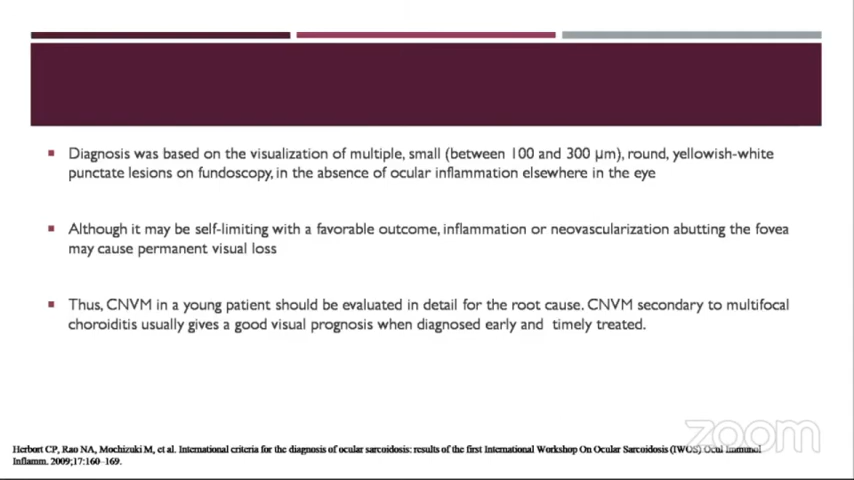 Diagnosis was based on the visualization of multiple, small (between 100 and 300 µm), round, yellowish-white
punctate lesions on fundoscopy, in the absence of ocular inflammation elsewhere in the eye
Although it may be self-limiting with a favorable outcome, inflammation or neovascularization abutting the fovea
may cause permanent visual loss
Thus, CNVM in a young patient should be evaluated in detail for the root cause. CNVM secondary to multifocal
choroiditis usually gives a good visual prognosis when diagnosed early and timely treated.
zoom
Herbort CP, Rao NA, Mochizuki M, et al. International criteria for the diagnosis of ocular sarcoidosis: results of the first International Workshop On Ocular Sarcoidosis (IWOS) Ocul Immunol
Inflamm. 2009;17:160–169.